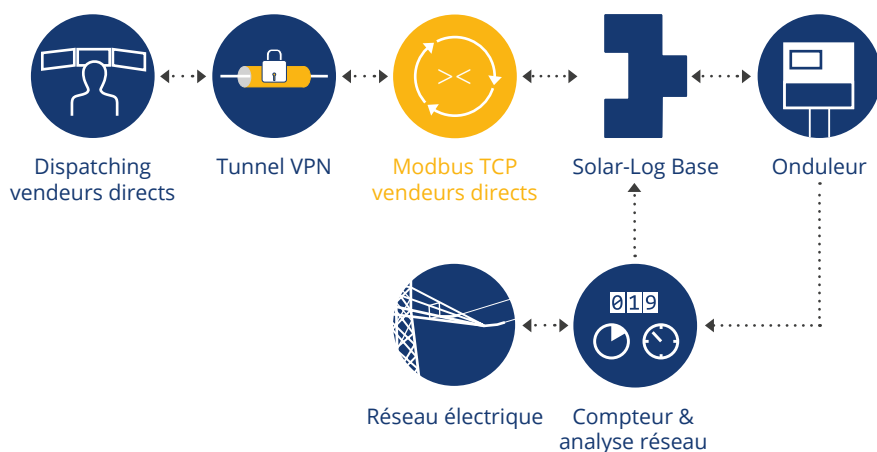 Dispatching
vendeurs directs
Tunnel VPN
> <
Modbus TCP
vendeurs directs
Solar-Log Base
Onduleur
Réseau électrique
019
Compteur &
analyse réseau